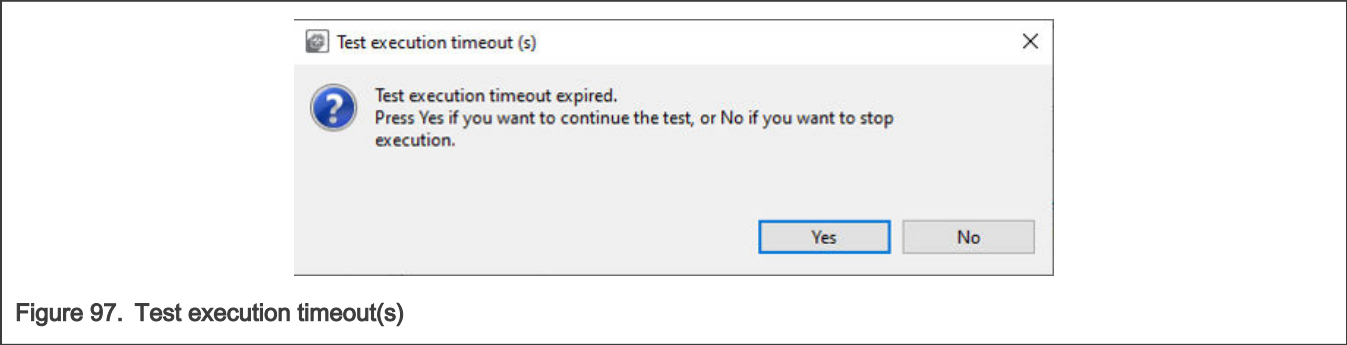 Test execution timeout (s)
Test execution timeout expired.
Press Yes if you want to continue the test, or No if you want to stop
execution.
Yes No
Figure 97. Test execution timeout(s)